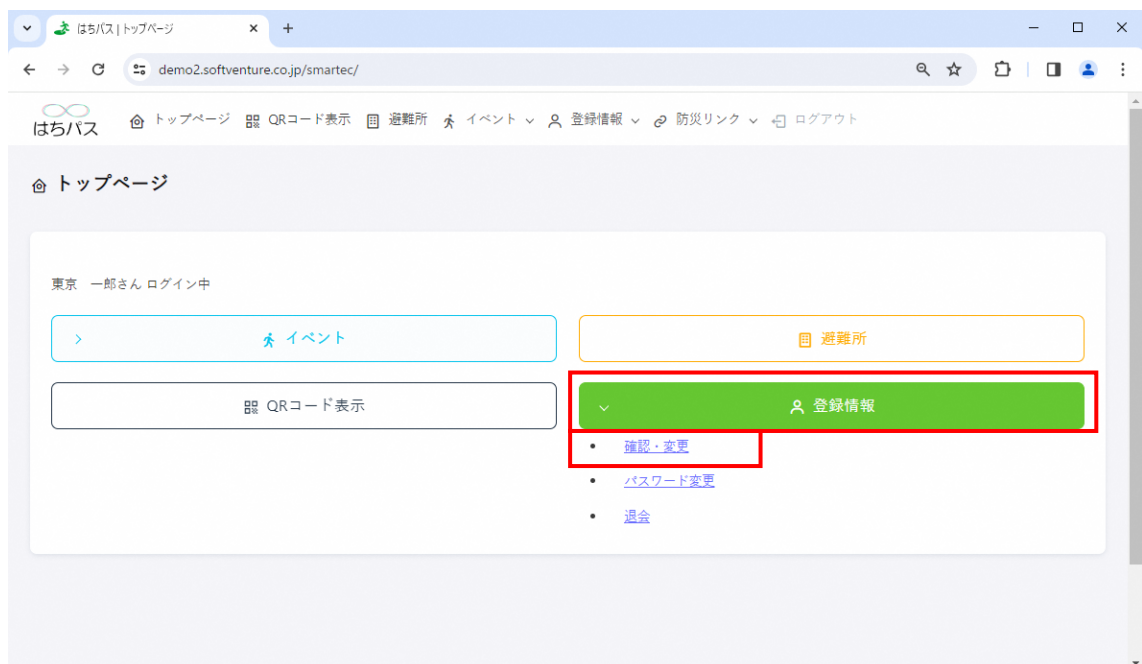 はちパス | トップページ
demo2.softventure.co.jp/smartec/
はちパス トップページ QRコード表示 避難所 イベント 登録情報 防災リンク ログアウト
トップページ
東京　一郎さん ログイン中
イベント 避難所
QRコード表示 登録情報
• 確認・変更
• パスワード変更
• 退会